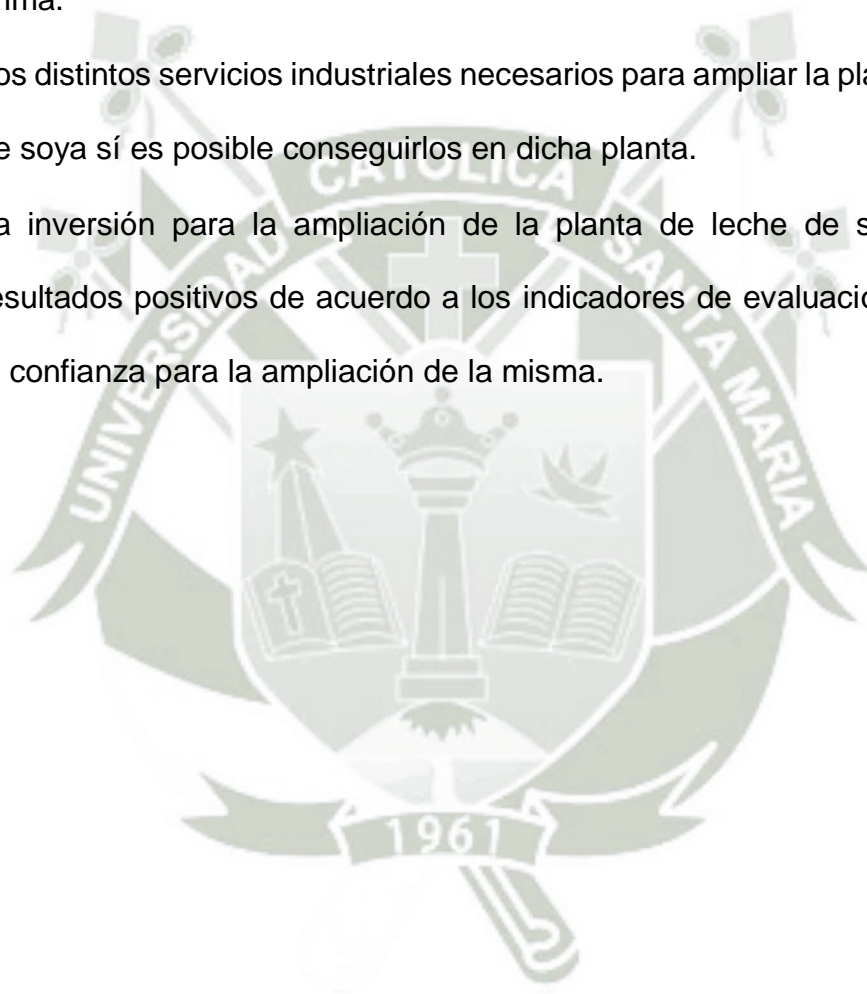 os distintos servicios industriales necesarios para ampliar la pla
e soya sí es posible conseguirlos en dicha planta.
a inversión para la ampliación de la planta de leche de s
esultados positivos de acuerdo a los indicadores de evaluació
confianza para la ampliación de la misma.
UNIVERSIDAD CATOLICA SANTA MARIA
1961